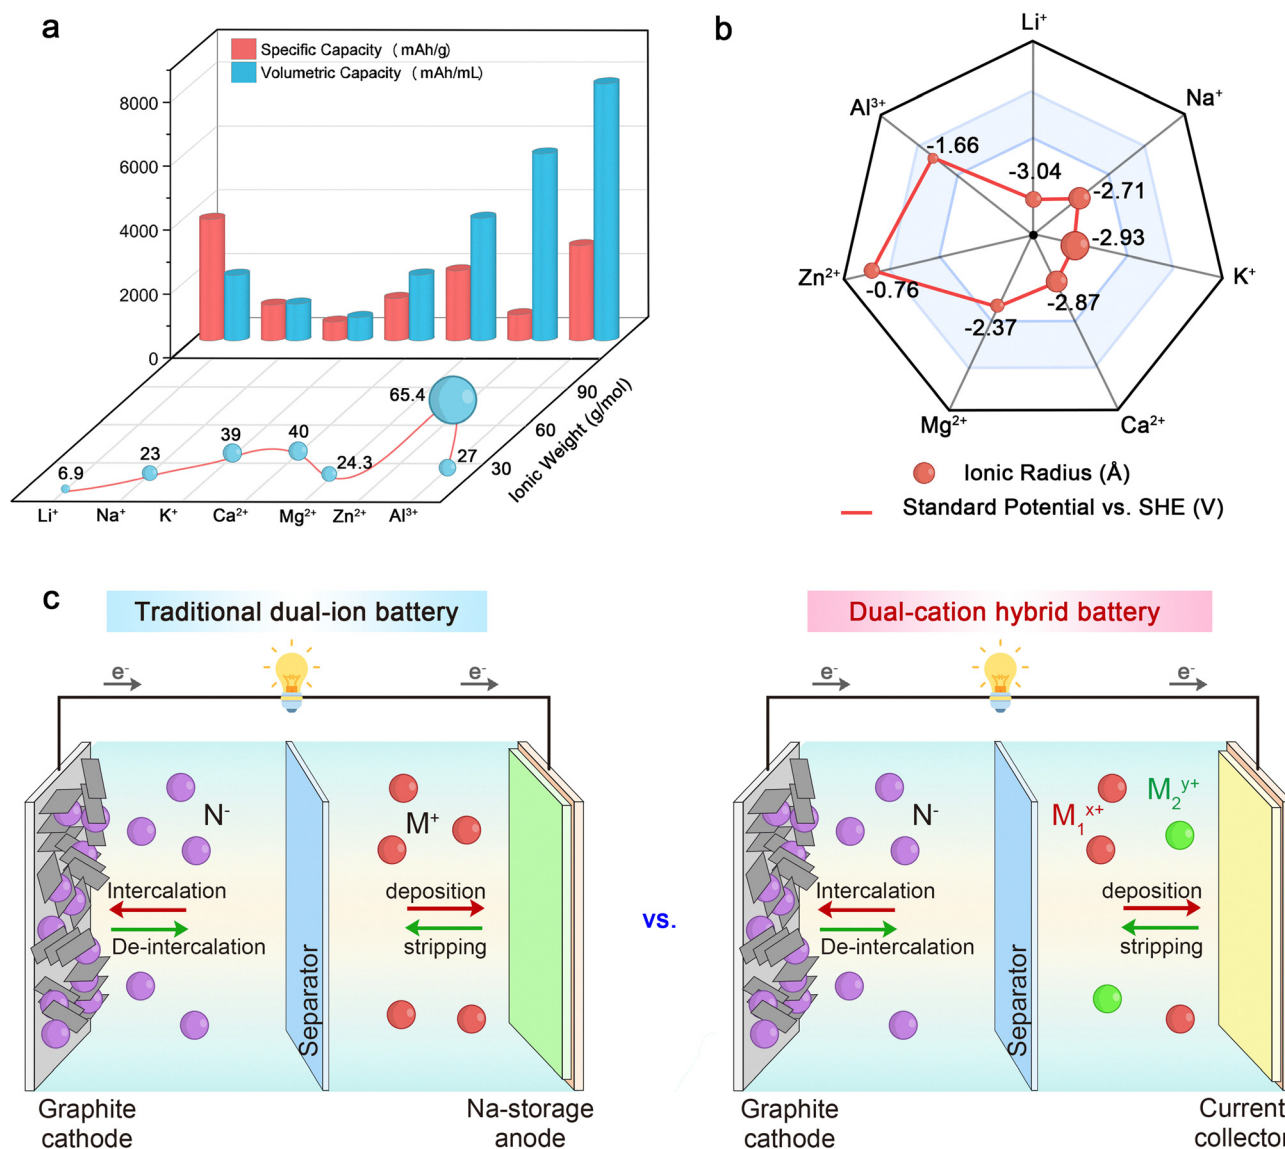 a
Specific Capacity （mAh/g)
Volumetric Capacity （mAh/mL）
8000
6000
4000
2000
0
6.9
23
39
40
24.3
65.4
27
30
60
90
Ionic Weight (g/mol)
Li⁺
Na⁺
K⁺
Ca²⁺
Mg²⁺
Zn²⁺
Al³⁺
b
Li⁺
Na⁺
K⁺
Ca²⁺
Mg²⁺
Zn²⁺
Al³⁺
-3.04
-2.71
-2.93
-2.87
-2.37
-0.76
-1.66
Ionic Radius (Å)
Standard Potential vs. SHE (V)
c
Traditional dual-ion battery
e⁻
e⁻
N⁻
M⁺
Intercalation
De-intercalation
deposition
stripping
Separator
Graphite
cathode
Na-storage
anode
vs.
Dual-cation hybrid battery
e⁻
e⁻
N⁻
M₁ˣ⁺
M₂ʸ⁺
Intercalation
De-intercalation
deposition
stripping
Separator
Graphite
cathode
Current
collector